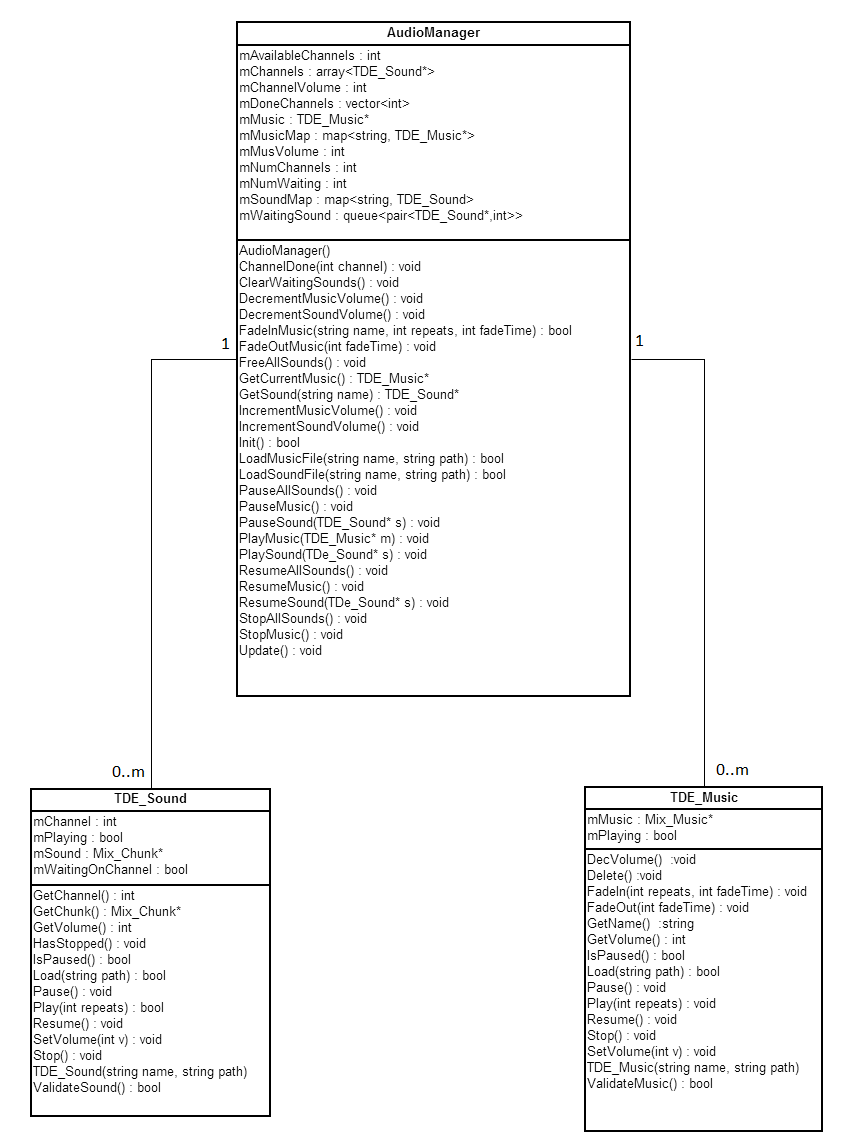 AudioManager
mAvailableChannels : int
mChannels : array<TDE_Sound*>
mChannelVolume : int
mDoneChannels : vector<int>
mMusic : TDE_Music*
mMusicMap : map<string, TDE_Music*>
mMusVolume : int
mNumChannels : int
mNumWaiting : int
mSoundMap : map<string, TDE_Sound>
mWaitingSound : queue<pair<TDE_Sound*,int>>
AudioManager()
ChannelDone(int channel) : void
ClearWaitingSounds() : void
DecrementMusicVolume() : void
DecrementSoundVolume() : void
FadeInMusic(string name, int repeats, int fadeTime) : bool
FadeOutMusic(int fadeTime) : void
FreeAllSounds() : void
GetCurrentMusic() : TDE_Music*
GetSound(string name) : TDE_Sound*
IncrementMusicVolume() : void
IncrementSoundVolume() : void
Init() : bool
LoadMusicFile(string name, string path) : bool
LoadSoundFile(string name, string path) : bool
PauseAllSounds() : void
PauseMusic() : void
PauseSound(TDE_Sound* s) : void
PlayMusic(TDE_Music* m) : void
PlaySound(TDe_Sound* s) : void
ResumeAllSounds() : void
ResumeMusic() : void
ResumeSound(TDe_Sound* s) : void
StopAllSounds() : void
StopMusic() : void
Update() : void
1
1
0..m
0..m
TDE_Sound
mChannel : int
mPlaying : bool
mSound : Mix_Chunk*
mWaitingOnChannel : bool
GetChannel() : int
GetChunk() : Mix_Chunk*
GetVolume() : int
HasStopped() : void
IsPaused() : bool
Load(string path) : bool
Pause() : void
Play(int repeats) : bool
Resume() : void
SetVolume(int v) : void
Stop() : void
TDE_Sound(string name, string path)
ValidateSound() : bool
TDE_Music
mMusic : Mix_Music*
mPlaying : bool
DecVolume()  :void
Delete() :void
FadeIn(int repeats, int fadeTime) : void
FadeOut(int fadeTime) : void
GetName()  :string
GetVolume() : int
IsPaused() : bool
Load(string path) : bool
Pause() : void
Play(int repeats) : void
Resume() : void
Stop() : void
SetVolume(int v) : void
TDE_Music(string name, string path)
ValidateMusic() : bool